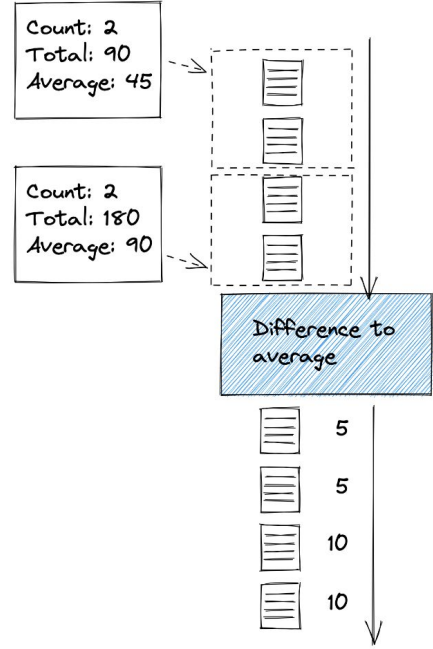 Count: 2
Total: 90
Average: 45
Count: 2
Total: 180
Average: 90
Difference to
average
5
5
10
10